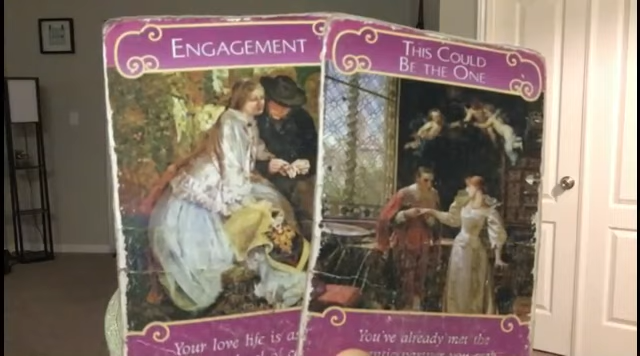 ENGAGEMENT
THIS COULD
BE THE ONE
Your love life is
You've already met the